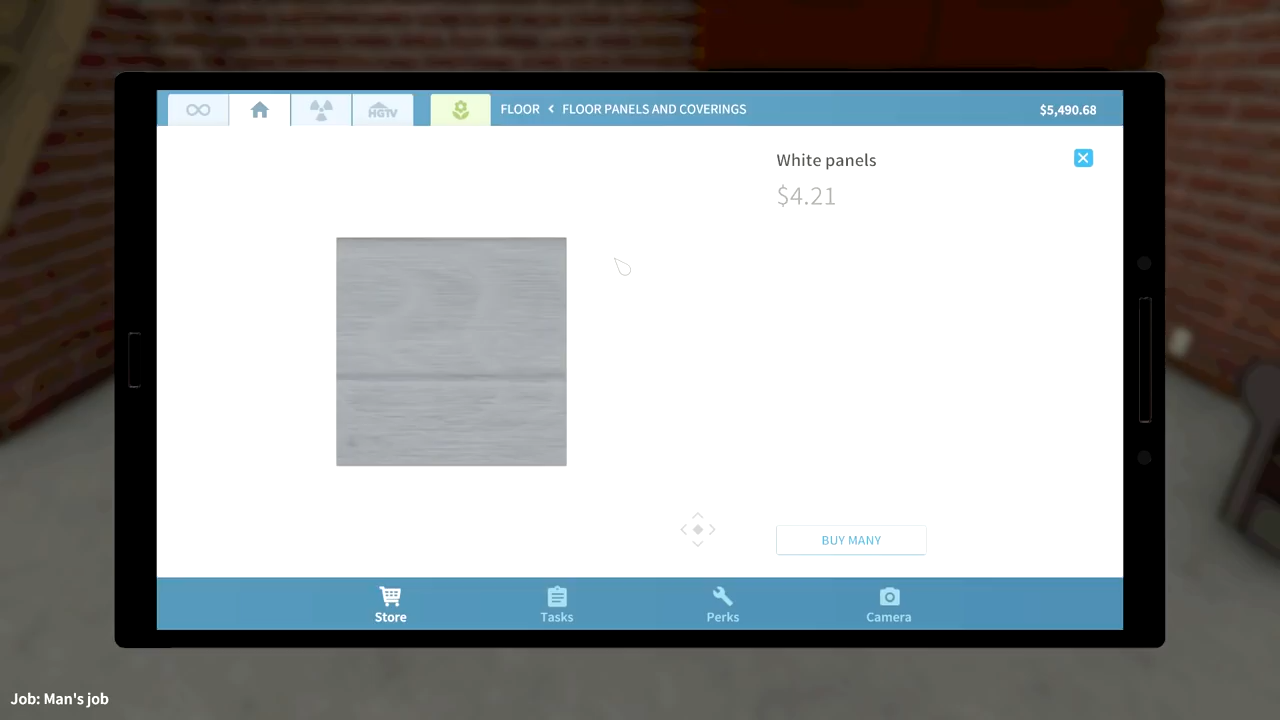 HGTV
FLOOR < FLOOR PANELS AND COVERINGS
$5,490.68
White panels
$4.21
BUY MANY
Store
Tasks
Perks
Camera
Job: Man's job